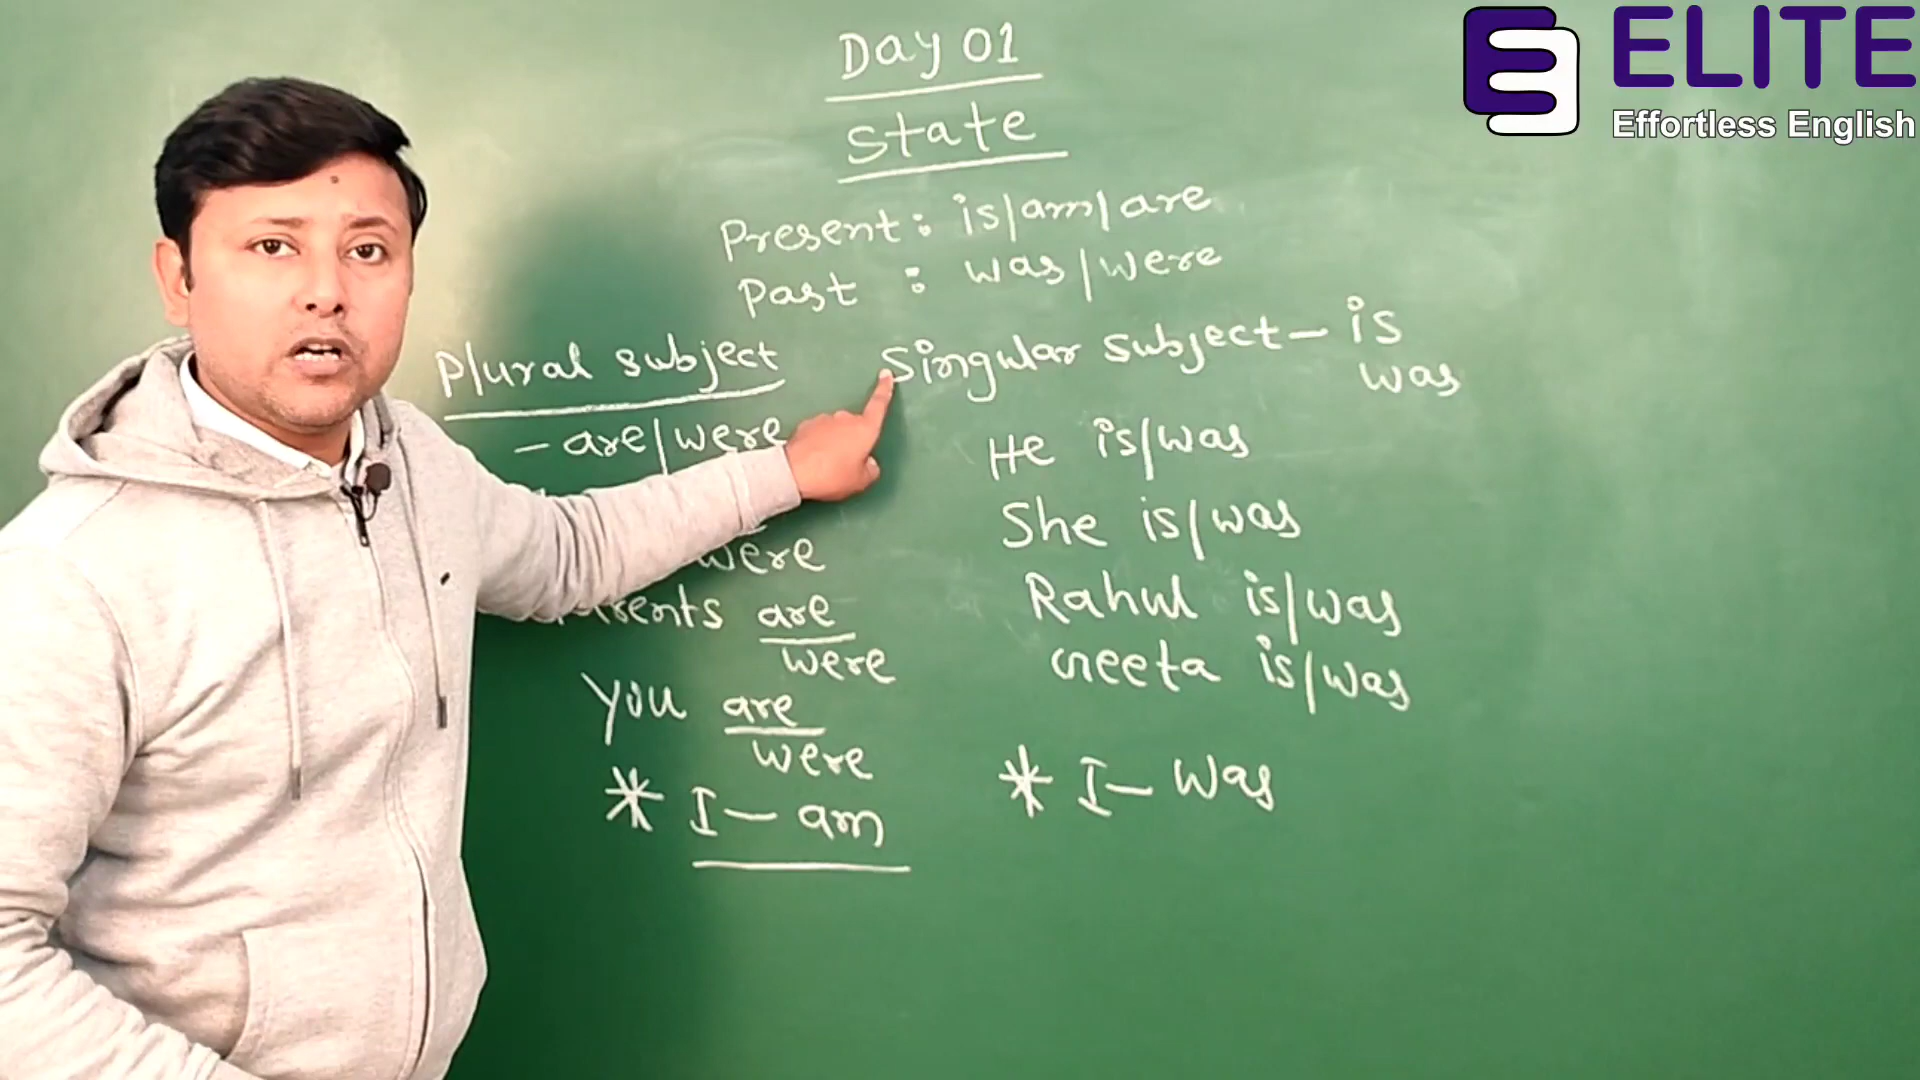 ELITE
Effortless English
Day 01
State
Present: is/am/are
Past : was/were
Plural subject
- are/were
were
are
were
You are
were
* I - am
Singular subject - is
was
He is/was
She is/was
Rahul is/was
Geeta is/was
* I - Was